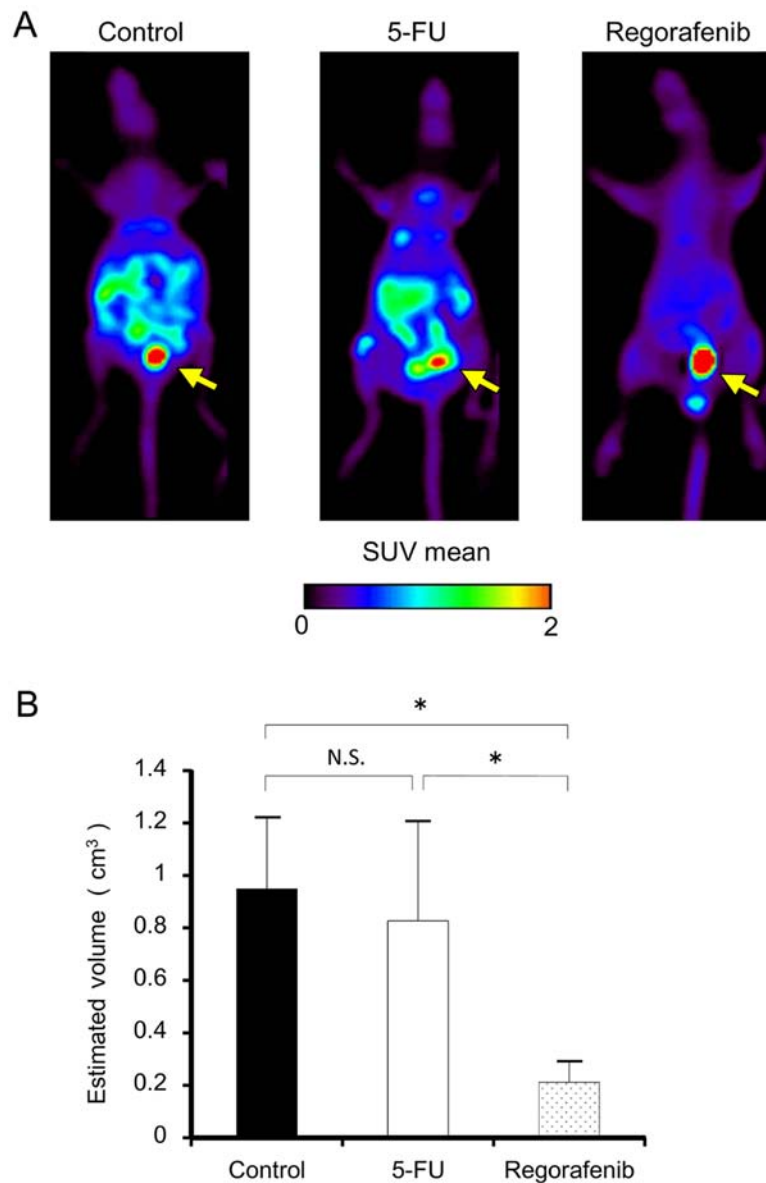 A
Control 5-FU Regorafenib
SUV mean
0 2
B
*
N.S. *
1.4
1.2
1
0.8
0.6
0.4
0.2
0
Estimated volume ( cm³ )
Control 5-FU Regorafenib